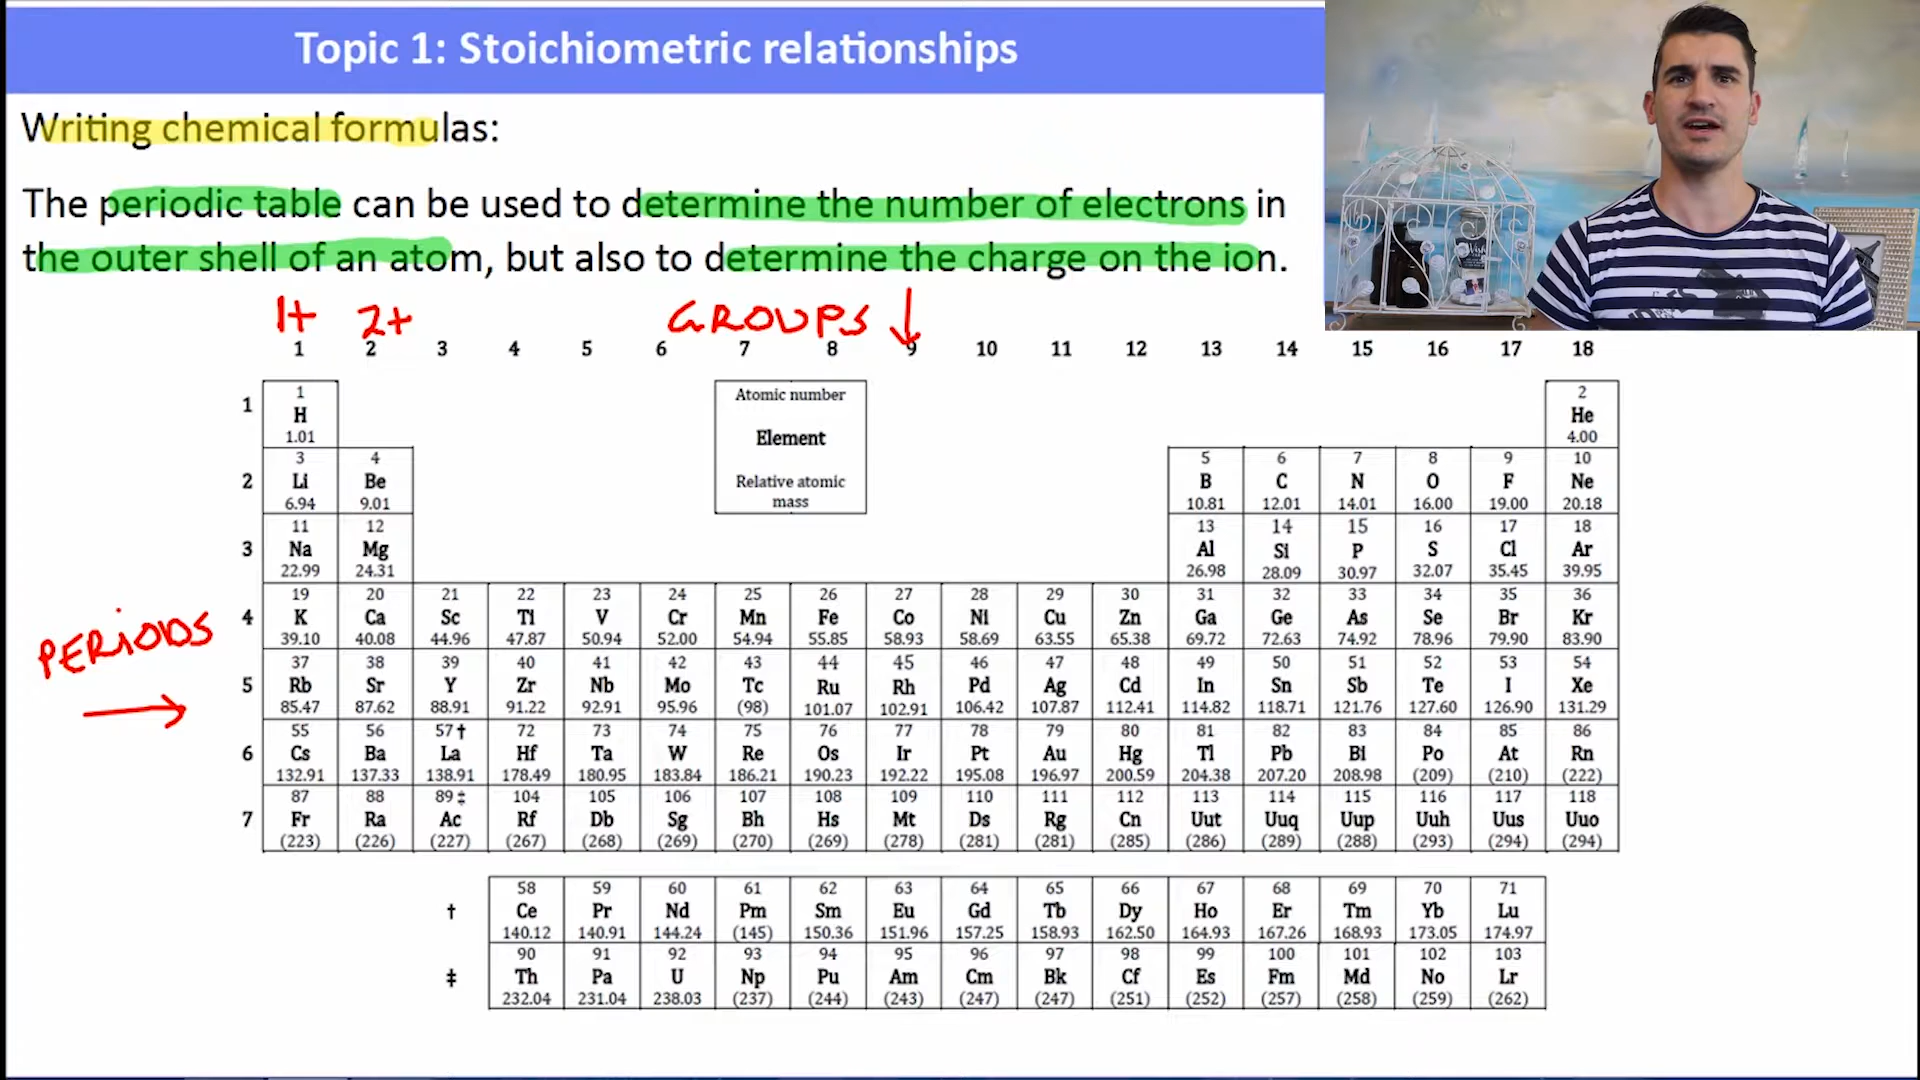 Topic 1: Stoichiometric relationships
Writing chemical formulas:
The periodic table can be used to determine the number of electrons in
the outer shell of an atom, but also to determine the charge on the ion.
1+ 2+ GROUPS ↓
1 2 3 4 5 6 7 8 9 10 11 12 13 14 15 16 17 18
1 Atomic number 2
1 H He
1.01 Element 4.00
3 4 5 6 7 8 9 10
2 Li Be Relative atomic B C N O F Ne
6.94 9.01 mass 10.81 12.01 14.01 16.00 19.00 20.18
11 12 13 14 15 16 17 18
3 Na Mg Al Si P S Cl Ar
22.99 24.31 26.98 28.09 30.97 32.07 35.45 39.95
19 20 21 22 23 24 25 26 27 28 29 30 31 32 33 34 35 36
4 K Ca Sc Ti V Cr Mn Fe Co Ni Cu Zn Ga Ge As Se Br Kr
39.10 40.08 44.96 47.87 50.94 52.00 54.94 55.85 58.93 58.69 63.55 65.38 69.72 72.63 74.92 78.96 79.90 83.90
PERIODS →
37 38 39 40 41 42 43 44 45 46 47 48 49 50 51 52 53 54
5 Rb Sr Y Zr Nb Mo Tc Ru Rh Pd Ag Cd In Sn Sb Te I Xe
85.47 87.62 88.91 91.22 92.91 95.96 (98) 101.07 102.91 106.42 107.87 112.41 114.82 118.71 121.76 127.60 126.90 131.29
55 56 57 † 72 73 74 75 76 77 78 79 80 81 82 83 84 85 86
6 Cs Ba La Hf Ta W Re Os Ir Pt Au Hg Tl Pb Bi Po At Rn
132.91 137.33 138.91 178.49 180.95 183.84 186.21 190.23 192.22 195.08 196.97 200.59 204.38 207.20 208.98 (209) (210) (222)
87 88 89 ‡ 104 105 106 107 108 109 110 111 112 113 114 115 116 117 118
7 Fr Ra Ac Rf Db Sg Bh Hs Mt Ds Rg Cn Uut Uuq Uup Uuh Uus Uuo
(223) (226) (227) (267) (268) (269) (270) (269) (278) (281) (281) (285) (286) (289) (288) (293) (294) (294)
58 59 60 61 62 63 64 65 66 67 68 69 70 71
† Ce Pr Nd Pm Sm Eu Gd Tb Dy Ho Er Tm Yb Lu
140.12 140.91 144.24 (145) 150.36 151.96 157.25 158.93 162.50 164.93 167.26 168.93 173.05 174.97
90 91 92 93 94 95 96 97 98 99 100 101 102 103
‡ Th Pa U Np Pu Am Cm Bk Cf Es Fm Md No Lr
232.04 231.04 238.03 (237) (244) (243) (247) (247) (251) (252) (257) (258) (259) (262)